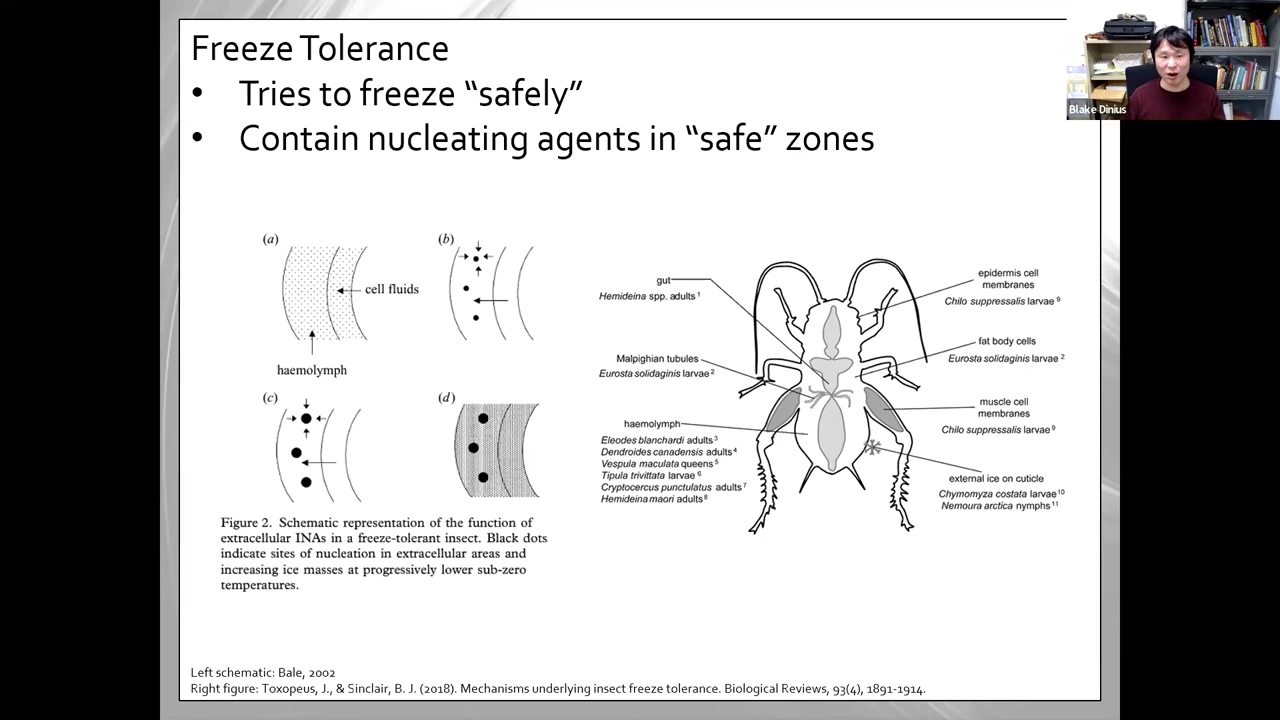 Freeze Tolerance
• Tries to freeze “safely”
• Contain nucleating agents in “safe” zones
Blake Dinius
(a)
cell fluids
haemolymph
(b)
(c)
(d)
Figure 2. Schematic representation of the function of
extracellular INAs in a freeze-tolerant insect. Black dots
indicate sites of nucleation in extracellular areas and
increasing ice masses at progressively lower sub-zero
temperatures.
gut
Hemideina spp. adults 1
Malpighian tubules
Eurosta solidaginis larvae 2
haemolymph
Eleodes blanchardi adults 3
Dendroides canadensis adults 4
Vespula maculata queens 5
Tipula trivittata larvae 6
Cryptocercus punctulatus adults 7
Hemideina maori adults 8
epidermis cell
membranes
Chilo suppressalis larvae 9
fat body cells
Eurosta solidaginis larvae 2
muscle cell
membranes
Chilo suppressalis larvae 9
external ice on cuticle
Chymomyza costata larvae 10
Nemoura arctica nymphs 11
Left schematic: Bale, 2002
Right figure: Toxopeus, J., & Sinclair, B. J. (2018). Mechanisms underlying insect freeze tolerance. Biological Reviews, 93(4), 1891-1914.